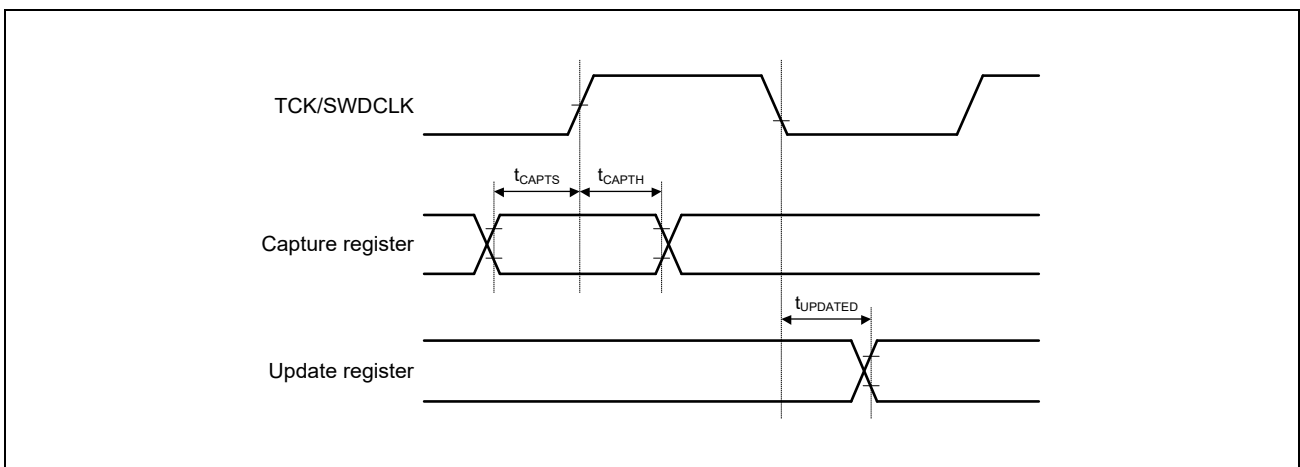 TCK/SWDCLK
tCAPTS
tCAPTH
Capture register
tUPDATED
Update register